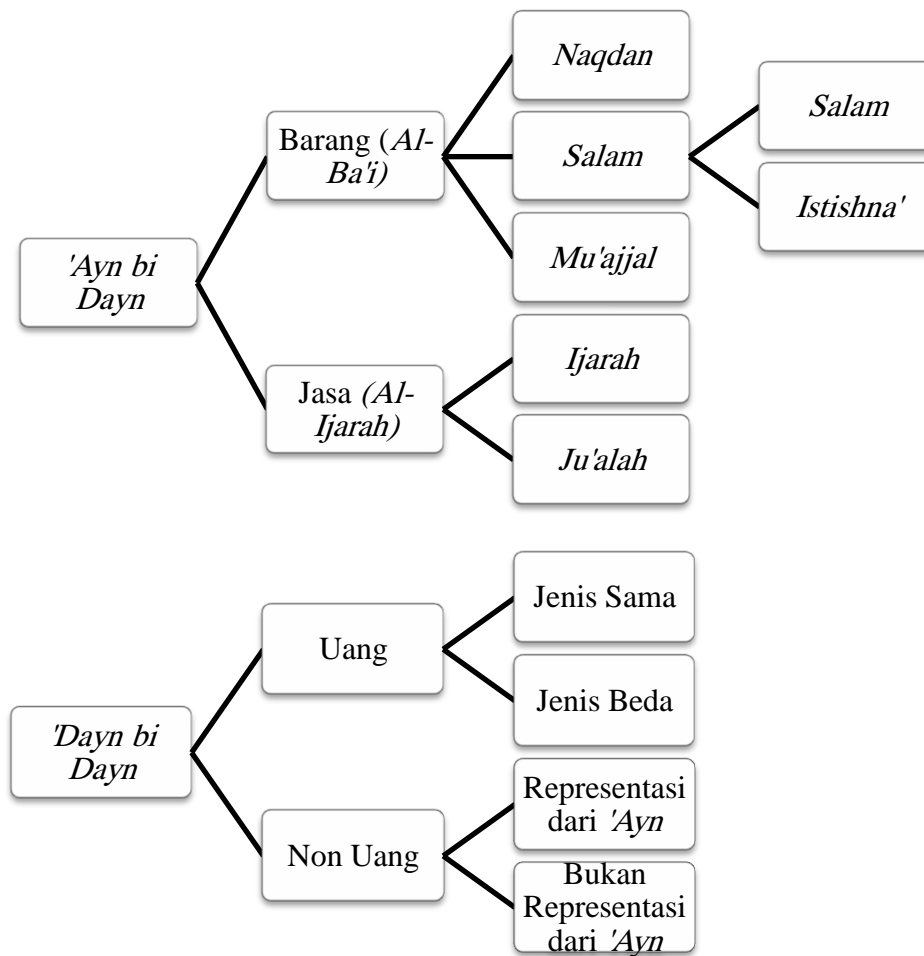 'Ayn bi
Dayn
Barang (Al-
Ba'i)
Naqdan
Salam
Salam
Istishna'
Mu'ajjal
Jasa (Al-
Ijarah)
Ijarah
Ju'alah
'Dayn bi
Dayn
Uang
Jenis Sama
Jenis Beda
Non Uang
Representasi
dari 'Ayn
Bukan
Representasi
dari 'Ayn